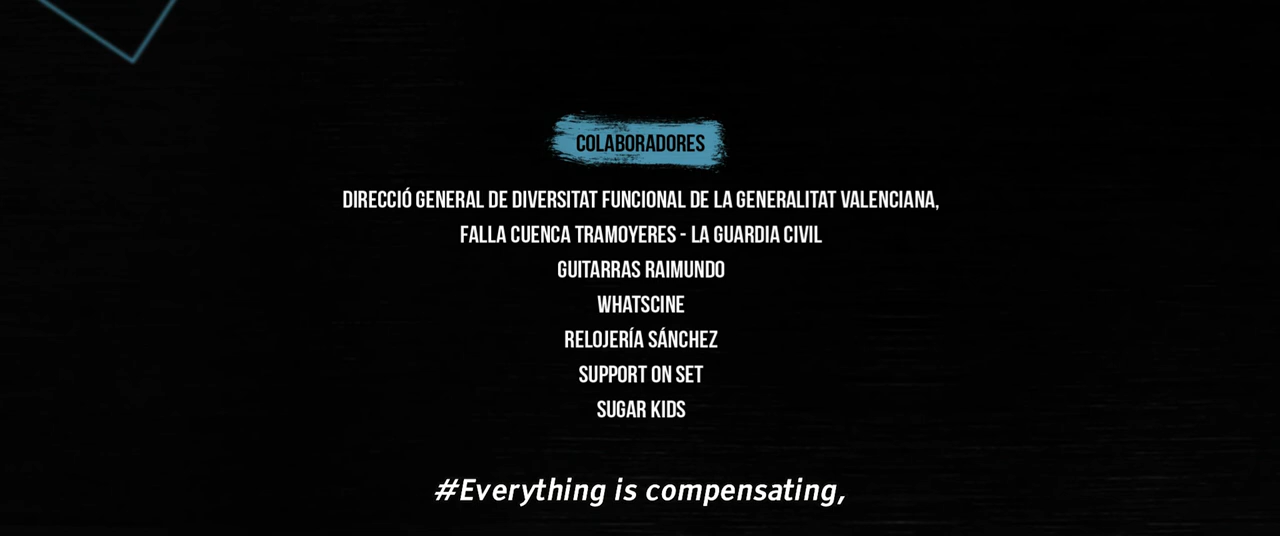 COLABORADORES
DIRECCIÓ GENERAL DE DIVERSITAT FUNCIONAL DE LA GENERALITAT VALENCIANA,
FALLA CUENCA TRAMOYERES - LA GUARDIA CIVIL
GUITARRAS RAIMUNDO
WHATSCINE
RELOJERÍA SÁNCHEZ
SUPPORT ON SET
SUGAR KIDS
#Everything is compensating,